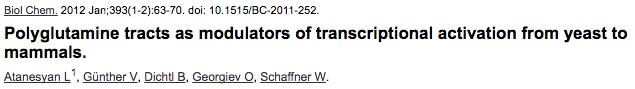 Biol Chem. 2012 Jan;393(1-2):63-70. doi: 10.1515/BC-2011-252.
Polyglutamine tracts as modulators of transcriptional activation from yeast to
mammals.
Atanesyan L1, Günther V, Dichtl B, Georgiev O, Schaffner W.